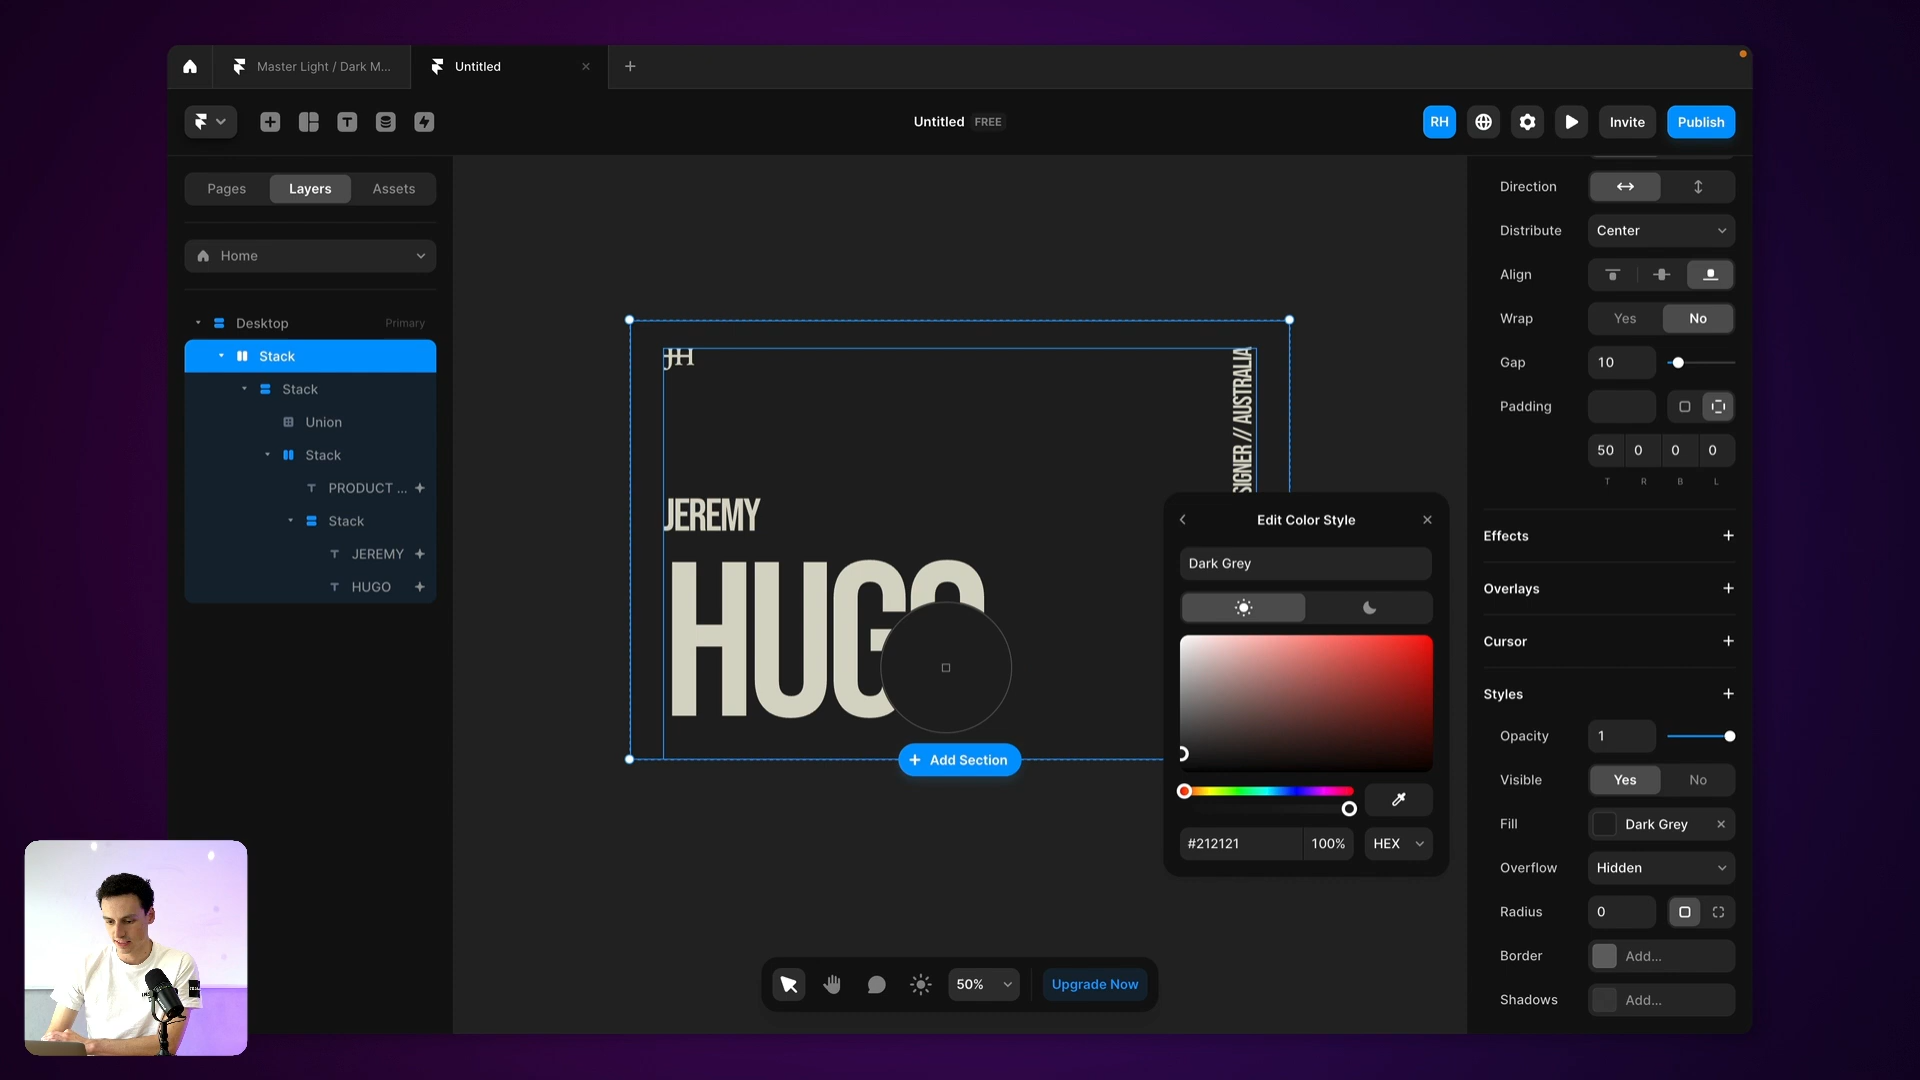 Master Light / Dark M...
Untitled
Untitled FREE
RH
Invite
Publish
Pages
Layers
Assets
Home
Desktop
Primary
Stack
Stack
Union
Stack
PRODUCT ...
Stack
JEREMY
HUGO
JH
SIGNER // AUSTRALIA
JEREMY
HUGO
Add Section
50%
Upgrade Now
Edit Color Style
Dark Grey
#212121
100%
HEX
Direction
Distribute
Center
Align
Wrap
Yes
No
Gap
10
Padding
50
0
0
0
T
R
B
L
Effects
Overlays
Cursor
Styles
Opacity
1
Visible
Yes
No
Fill
Dark Grey
Overflow
Hidden
Radius
0
Border
Add...
Shadows
Add...